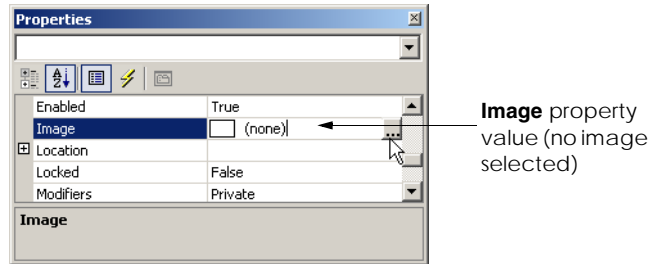 Properties
Enabled True
Image (none)
Location
Locked False
Modifiers Private
Image
Image property
value (no image
selected)